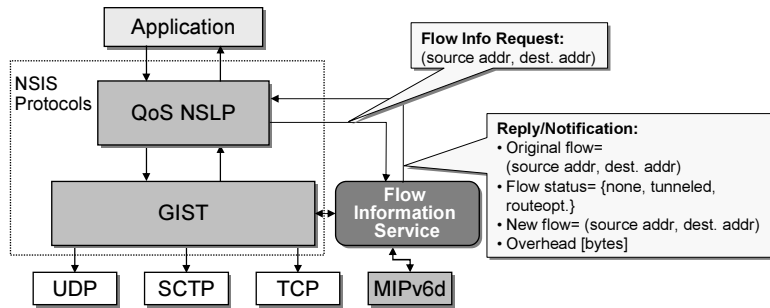 Application
NSIS
Protocols
QoS NSLP
GIST
UDP
SCTP
TCP
Flow
Information
Service
MIPv6d
Flow Info Request:
(source addr, dest. addr)
Reply/Notification:
• Original flow=
(source addr, dest. addr)
• Flow status= {none, tunneled,
routeopt.}
• New flow= (source addr, dest. addr)
• Overhead [bytes]